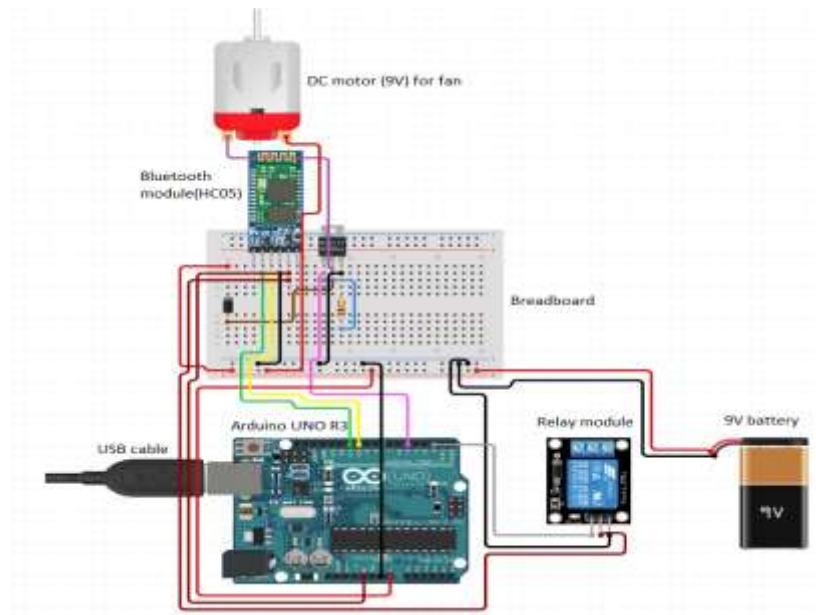 DC motor (9V) for fan
Bluetooth
module(HC05)
Breadboard
Arduino UNO R3
Relay module
9V battery
USB cable
UNO
9V